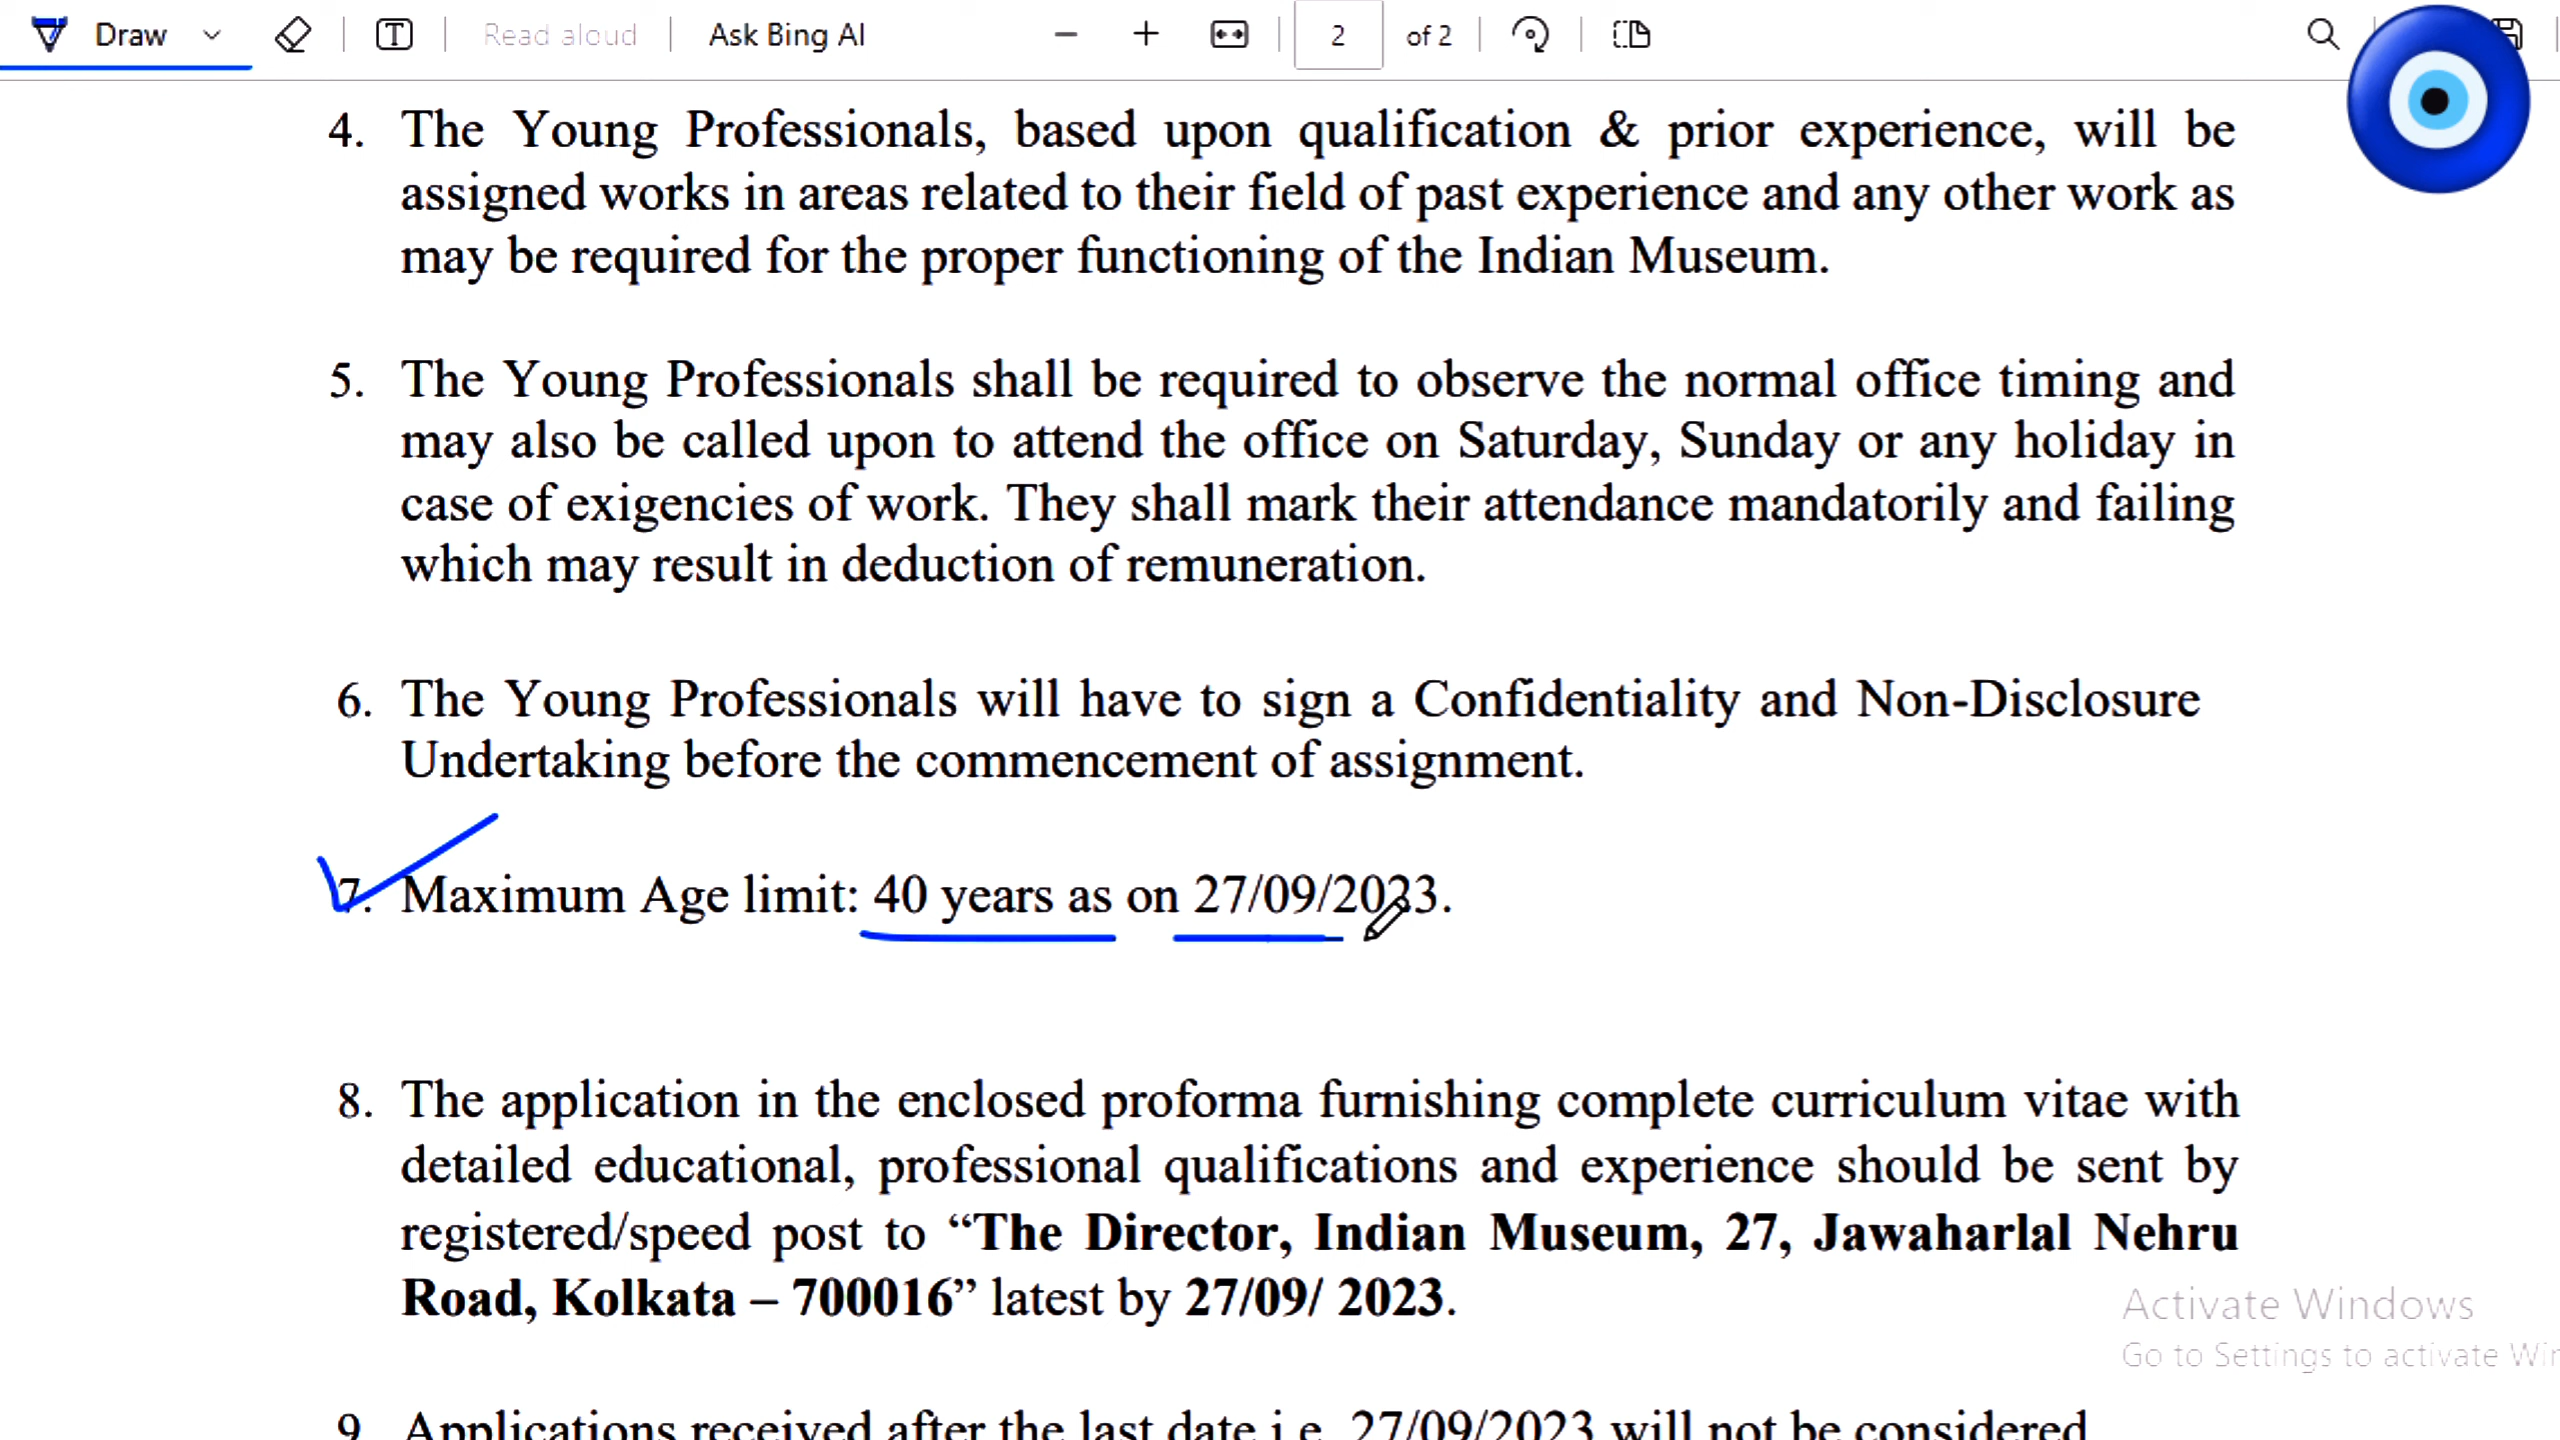 Draw
Read aloud
Ask Bing AI
2
of 2
4. The Young Professionals, based upon qualification & prior experience, will be
assigned works in areas related to their field of past experience and any other work as
may be required for the proper functioning of the Indian Museum.
5. The Young Professionals shall be required to observe the normal office timing and
may also be called upon to attend the office on Saturday, Sunday or any holiday in
case of exigencies of work. They shall mark their attendance mandatorily and failing
which may result in deduction of remuneration.
6. The Young Professionals will have to sign a Confidentiality and Non-Disclosure
Undertaking before the commencement of assignment.
7. Maximum Age limit: 40 years as on 27/09/2023.
8. The application in the enclosed proforma furnishing complete curriculum vitae with
detailed educational, professional qualifications and experience should be sent by
registered/speed post to “The Director, Indian Museum, 27, Jawaharlal Nehru
Road, Kolkata – 700016” latest by 27/09/ 2023.
Activate Windows
Go to Settings to activate
9 Applications received after the last date i.e. 27/09/2023 will not be considered